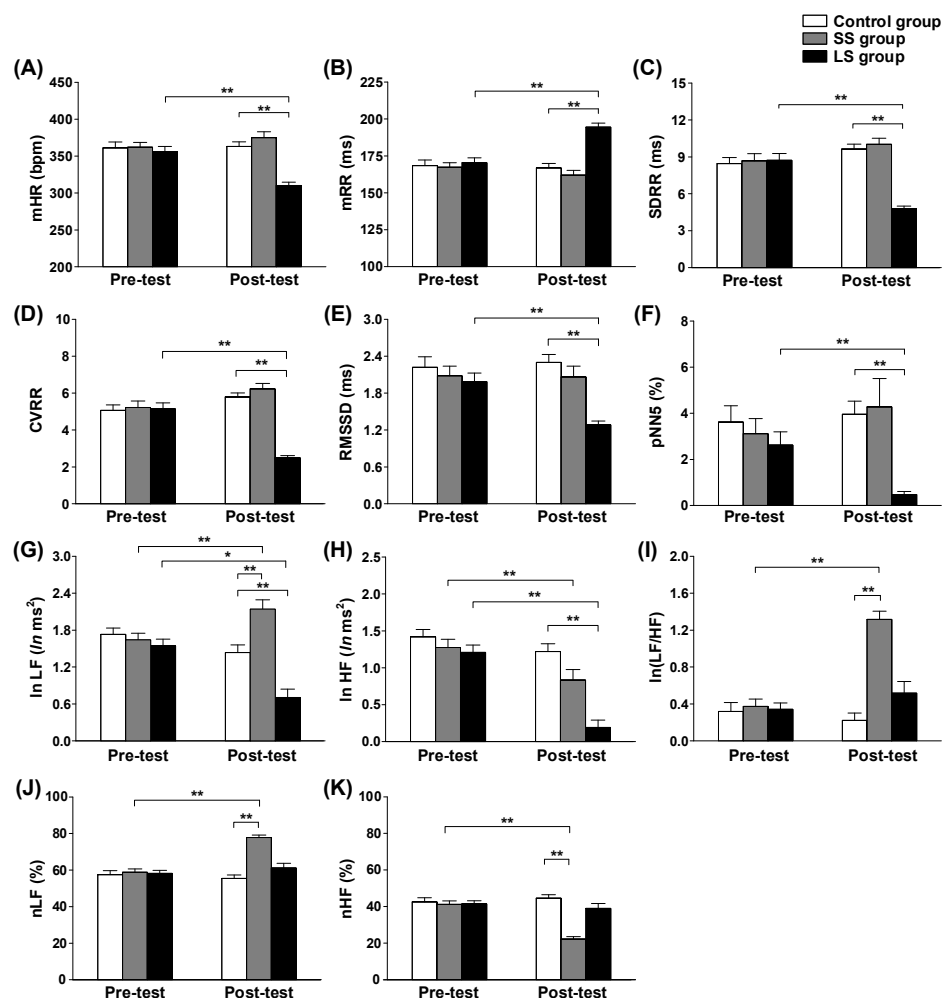 Control group
SS group
LS group
(A)
450
400
350
300
250
200
mHR (bpm)
**
**
Pre-test
Post-test
(B)
225
200
175
150
125
100
mRR (ms)
**
**
Pre-test
Post-test
(C)
15
12
9
6
3
0
SDRR (ms)
**
**
Pre-test
Post-test
(D)
10
8
6
4
2
0
CVRR
**
**
Pre-test
Post-test
(E)
3.0
2.4
1.8
1.2
0.6
0.0
RMSSD (ms)
**
**
Pre-test
Post-test
(F)
8
6
4
2
0
pNN5 (%)
**
**
Pre-test
Post-test
(G)
3.0
2.4
1.8
1.2
0.6
0.0
ln LF (ln ms²)
**
*
**
**
Pre-test
Post-test
(H)
2.5
2.0
1.5
1.0
0.5
0.0
ln HF (ln ms²)
**
**
**
Pre-test
Post-test
(I)
2.0
1.6
1.2
0.8
0.4
0.0
ln(LF/HF)
**
**
Pre-test
Post-test
(J)
100
80
60
40
20
0
nLF (%)
**
**
Pre-test
Post-test
(K)
100
80
60
40
20
0
nHF (%)
**
**
Pre-test
Post-test